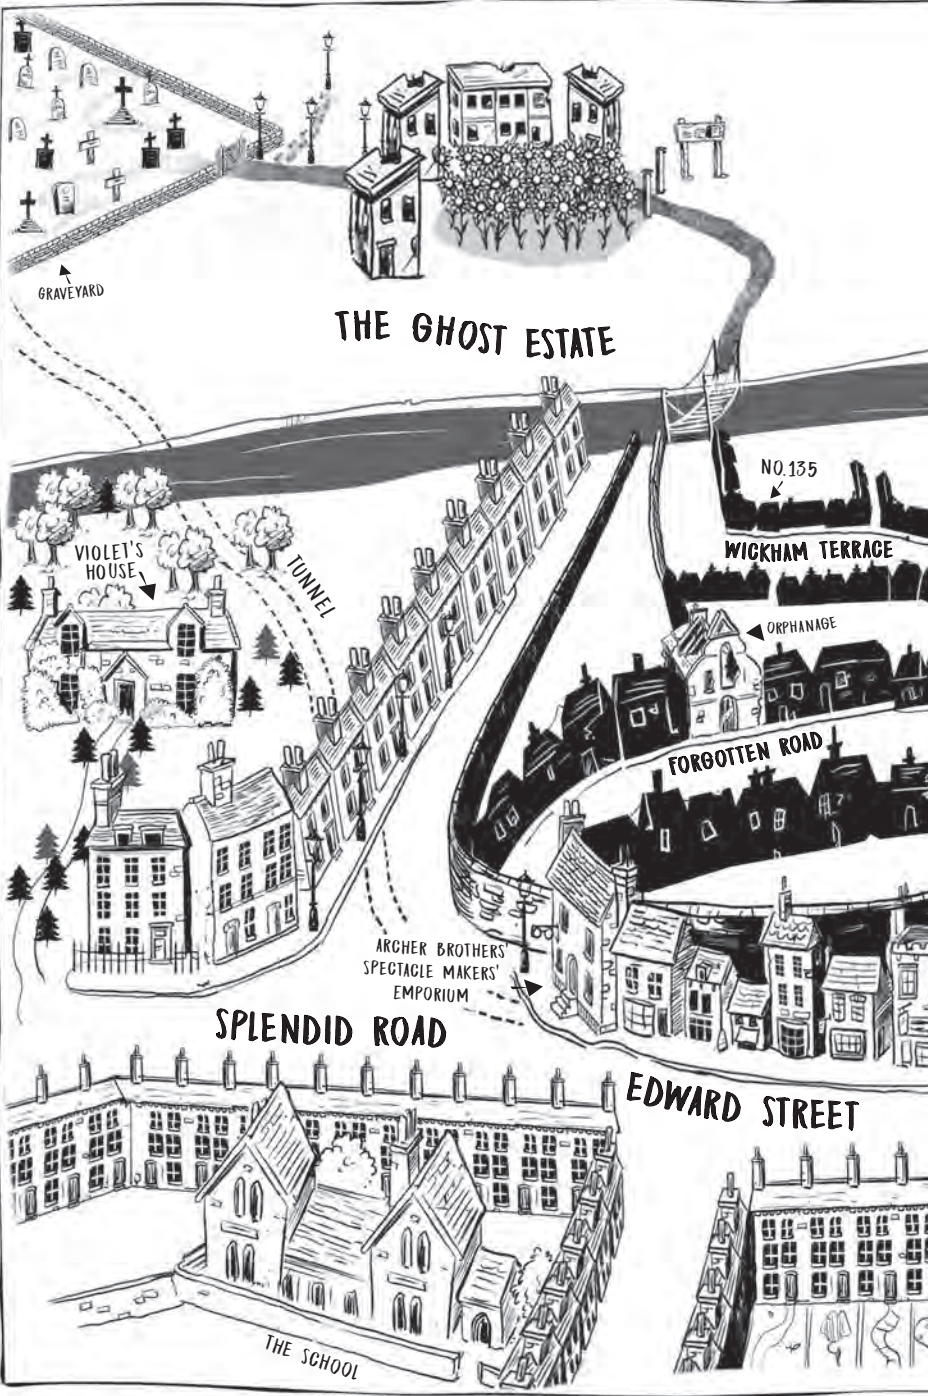 GRAVEYARD
THE GHOST ESTATE
NO.135
WICKHAM TERRACE
VIOLET'S
HOUSE
TUNNEL
ORPHANAGE
FORGOTTEN ROAD
ARCHER BROTHERS'
SPECTACLE MAKERS'
EMPORIUM
SPLENDID ROAD
EDWARD STREET
THE SCHOOL